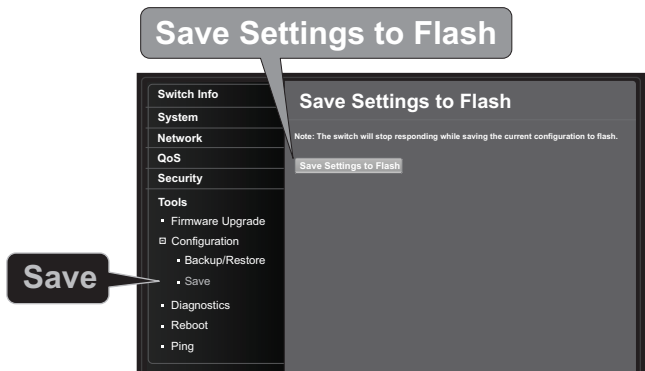 Save Settings to Flash
Switch Info
System
Network
QoS
Security
Tools
Firmware Upgrade
Configuration
Backup/Restore
Save
Diagnostics
Reboot
Ping
Save
Save Settings to Flash
Note: The switch will stop responding while saving the current configuration to flash.
Save Settings to Flash